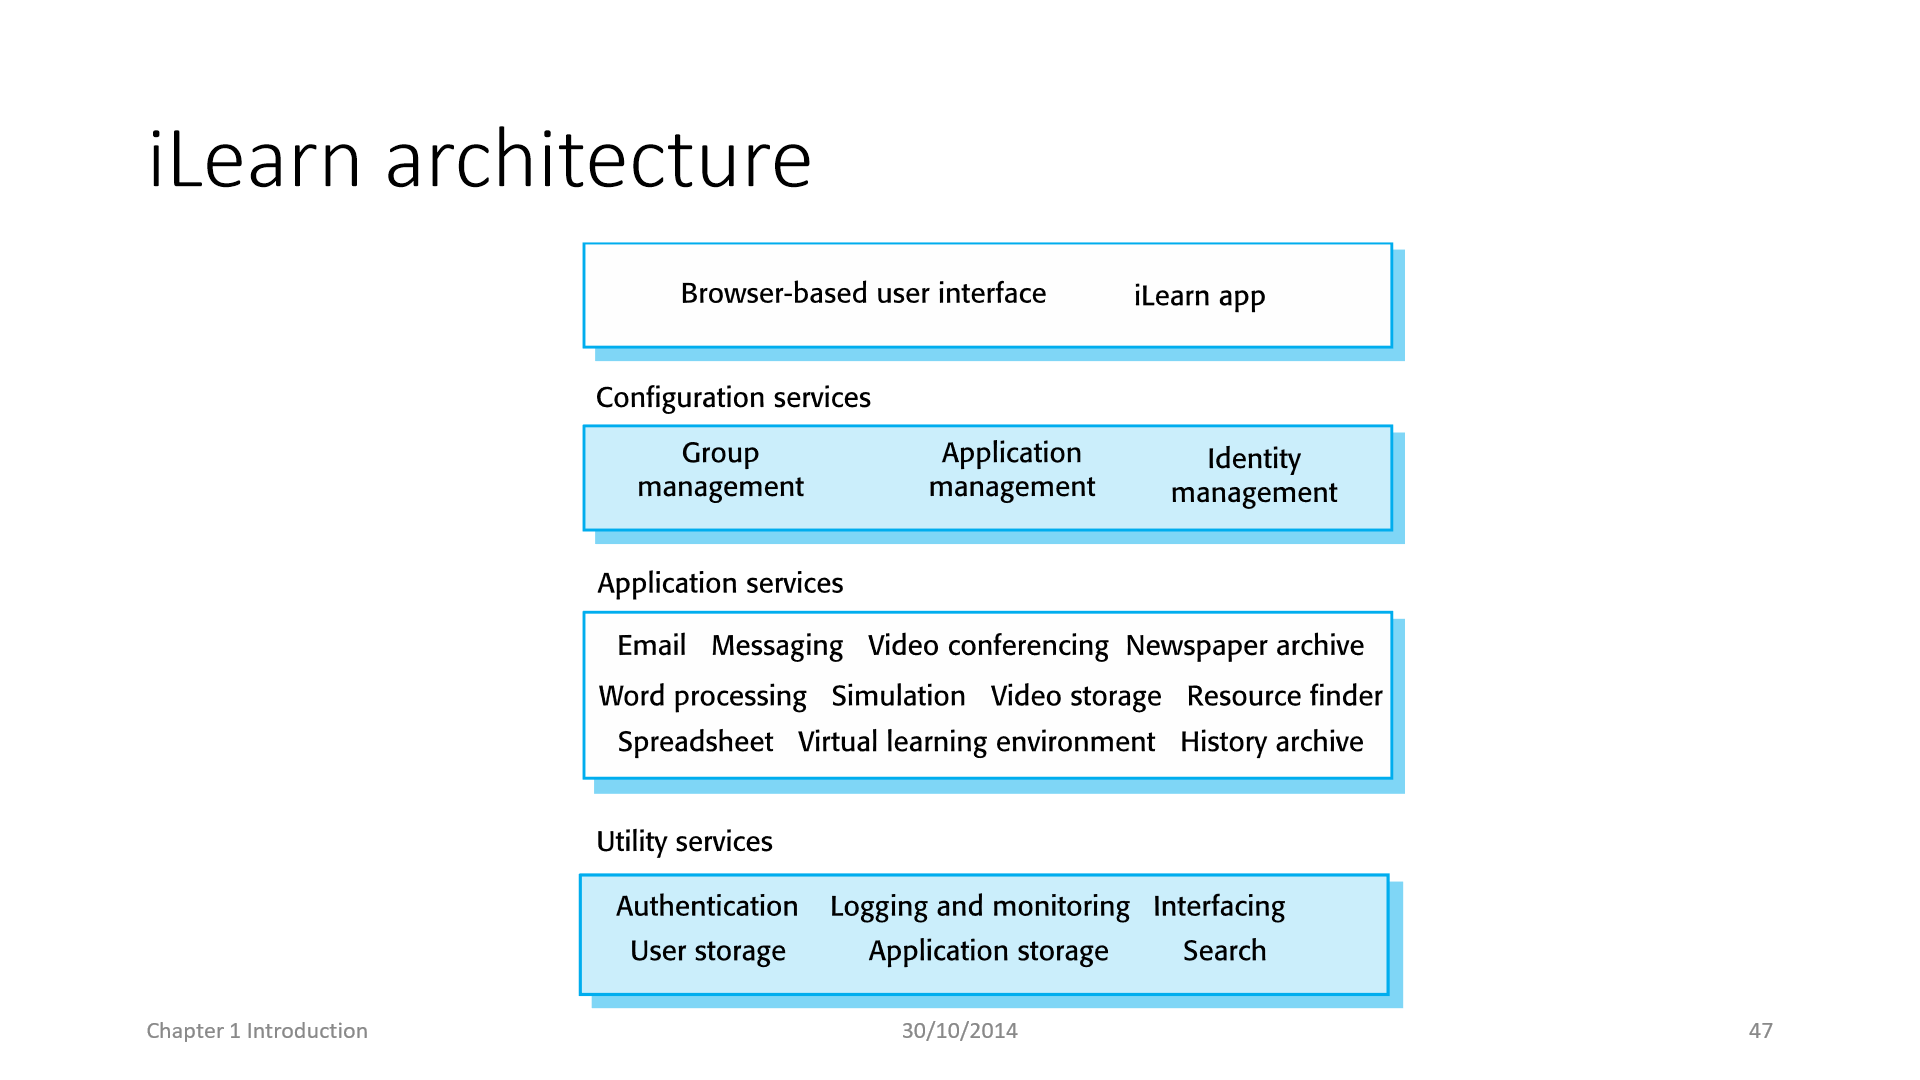 iLearn architecture
Browser-based user interface iLearn app
Configuration services
Group management Application management Identity management
Application services
Email Messaging Video conferencing Newspaper archive
Word processing Simulation Video storage Resource finder
Spreadsheet Virtual learning environment History archive
Utility services
Authentication Logging and monitoring Interfacing
User storage Application storage Search
Chapter 1 Introduction 30/10/2014 47